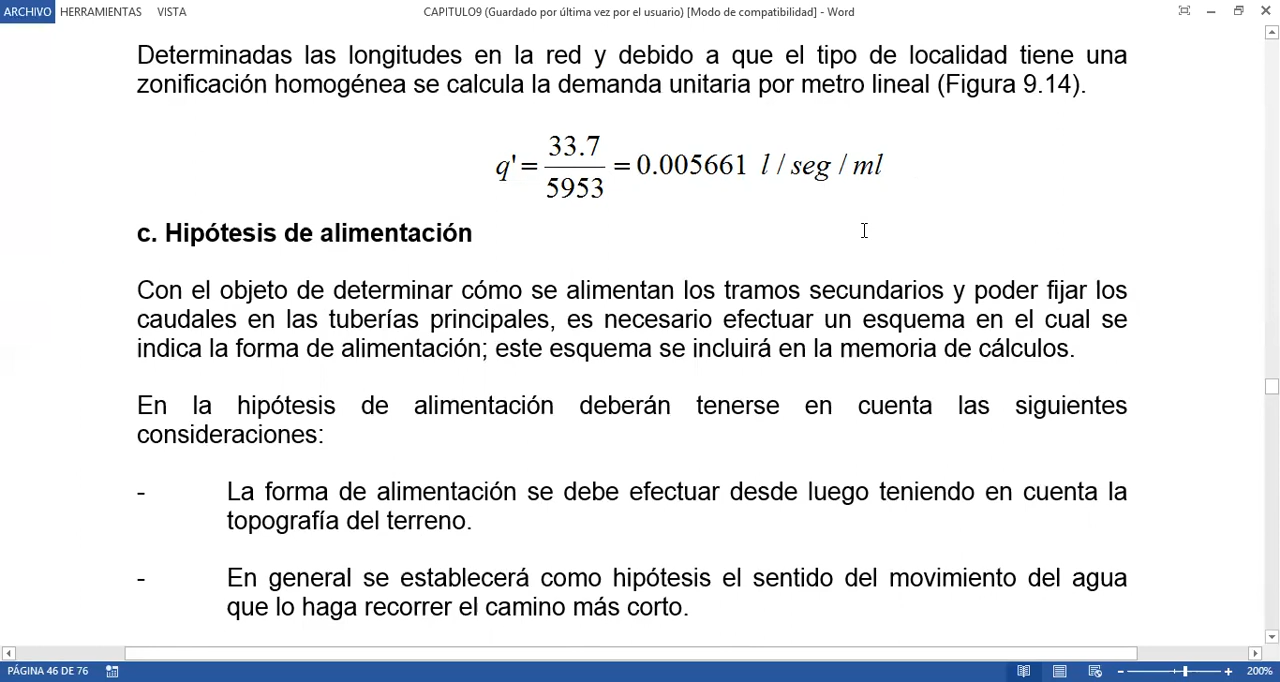 ARCHIVO HERRAMIENTAS VISTA CAPITULO9 (Guardado por última vez por el usuario) [Modo de compatibilidad] - Word
Determinadas las longitudes en la red y debido a que el tipo de localidad tiene una
zonificación homogénea se calcula la demanda unitaria por metro lineal (Figura 9.14).
q' = 33.7 / 5953 = 0.005661 l / seg / ml
c. Hipótesis de alimentación
Con el objeto de determinar cómo se alimentan los tramos secundarios y poder fijar los
caudales en las tuberías principales, es necesario efectuar un esquema en el cual se
indica la forma de alimentación; este esquema se incluirá en la memoria de cálculos.
En la hipótesis de alimentación deberán tenerse en cuenta las siguientes
consideraciones:
- La forma de alimentación se debe efectuar desde luego teniendo en cuenta la
topografía del terreno.
- En general se establecerá como hipótesis el sentido del movimiento del agua
que lo haga recorrer el camino más corto.
PÁGINA 46 DE 76 200%